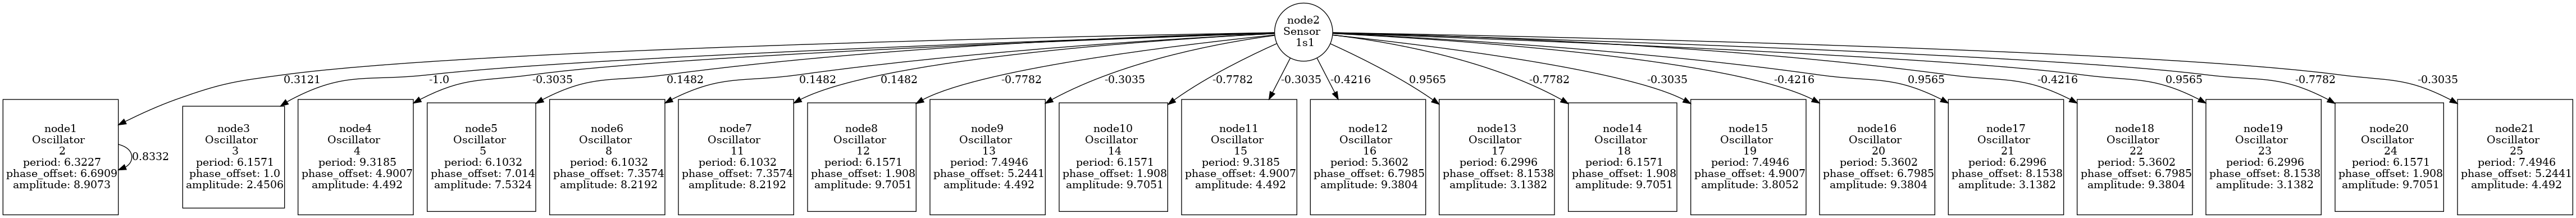 node2
Sensor
1s1
0.3121
-1.0
-0.3035
0.1482
0.1482
0.1482
-0.7782
-0.3035
-0.7782
-0.3035
-0.4216
0.9565
-0.7782
-0.3035
-0.4216
0.9565
-0.4216
0.9565
-0.7782
-0.3035
node1
Oscillator
2
period: 6.3227
phase_offset: 6.6909
amplitude: 8.9073
0.8332
node3
Oscillator
3
period: 6.1571
phase_offset: 1.0
amplitude: 2.4506
node4
Oscillator
4
period: 9.3185
phase_offset: 4.9007
amplitude: 4.492
node5
Oscillator
5
period: 6.1032
phase_offset: 7.014
amplitude: 7.5324
node6
Oscillator
8
period: 6.1032
phase_offset: 7.3574
amplitude: 8.2192
node7
Oscillator
11
period: 6.1032
phase_offset: 7.3574
amplitude: 8.2192
node8
Oscillator
12
period: 6.1571
phase_offset: 1.908
amplitude: 9.7051
node9
Oscillator
13
period: 7.4946
phase_offset: 5.2441
amplitude: 4.492
node10
Oscillator
14
period: 6.1571
phase_offset: 1.908
amplitude: 9.7051
node11
Oscillator
15
period: 9.3185
phase_offset: 4.9007
amplitude: 4.492
node12
Oscillator
16
period: 5.3602
phase_offset: 6.7985
amplitude: 9.3804
node13
Oscillator
17
period: 6.2996
phase_offset: 8.1538
amplitude: 3.1382
node14
Oscillator
18
period: 6.1571
phase_offset: 1.908
amplitude: 9.7051
node15
Oscillator
19
period: 7.4946
phase_offset: 4.9007
amplitude: 3.8052
node16
Oscillator
20
period: 5.3602
phase_offset: 6.7985
amplitude: 9.3804
node17
Oscillator
21
period: 6.2996
phase_offset: 8.1538
amplitude: 3.1382
node18
Oscillator
22
period: 5.3602
phase_offset: 6.7985
amplitude: 9.3804
node19
Oscillator
23
period: 6.2996
phase_offset: 8.1538
amplitude: 3.1382
node20
Oscillator
24
period: 6.1571
phase_offset: 1.908
amplitude: 9.7051
node21
Oscillator
25
period: 7.4946
phase_offset: 5.2441
amplitude: 4.492